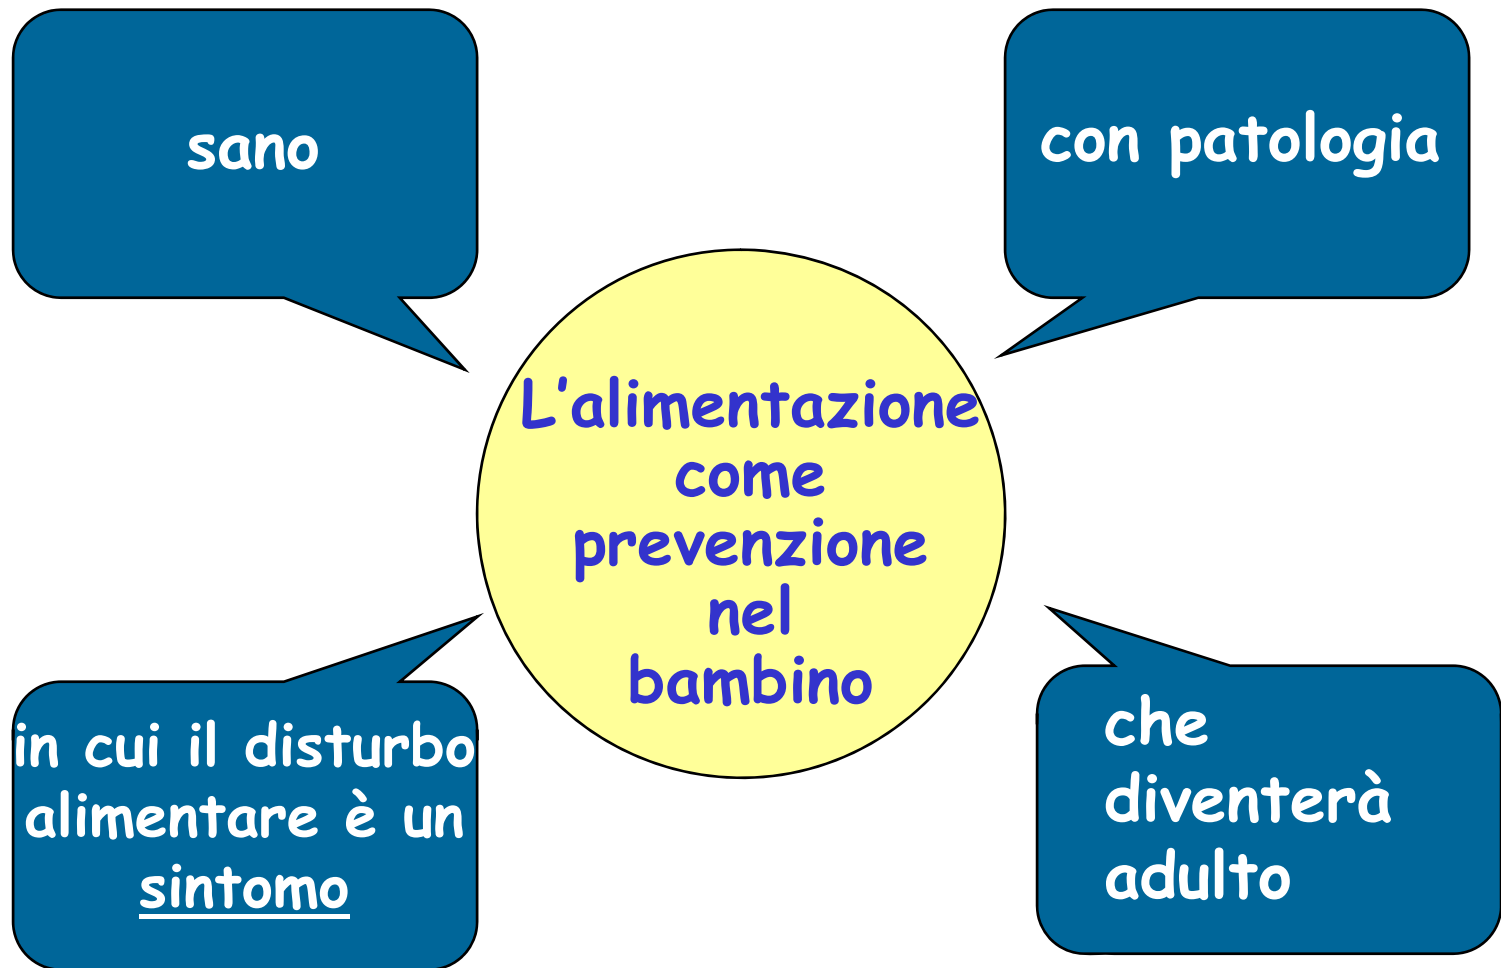 sano
con patologia
L'alimentazione
come
prevenzione
nel
bambino
in cui il disturbo
alimentare è un
sintomo
che
diventerà
adulto